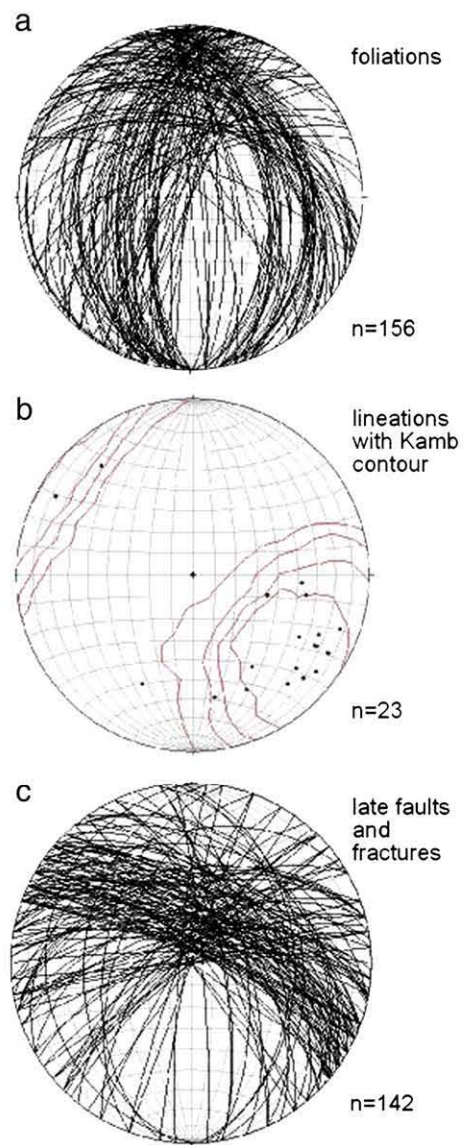 a
foliations
n=156
b
lineations
with Kamb
contour
n=23
c
late faults
and
fractures
n=142